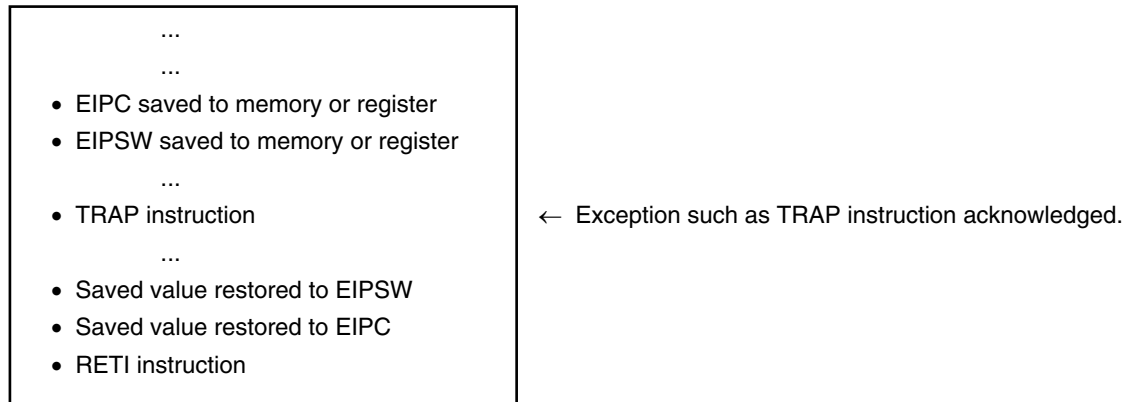 ...
...
• EIPC saved to memory or register
• EIPSW saved to memory or register
...
• TRAP instruction ← Exception such as TRAP instruction acknowledged.
...
• Saved value restored to EIPSW
• Saved value restored to EIPC
• RETI instruction